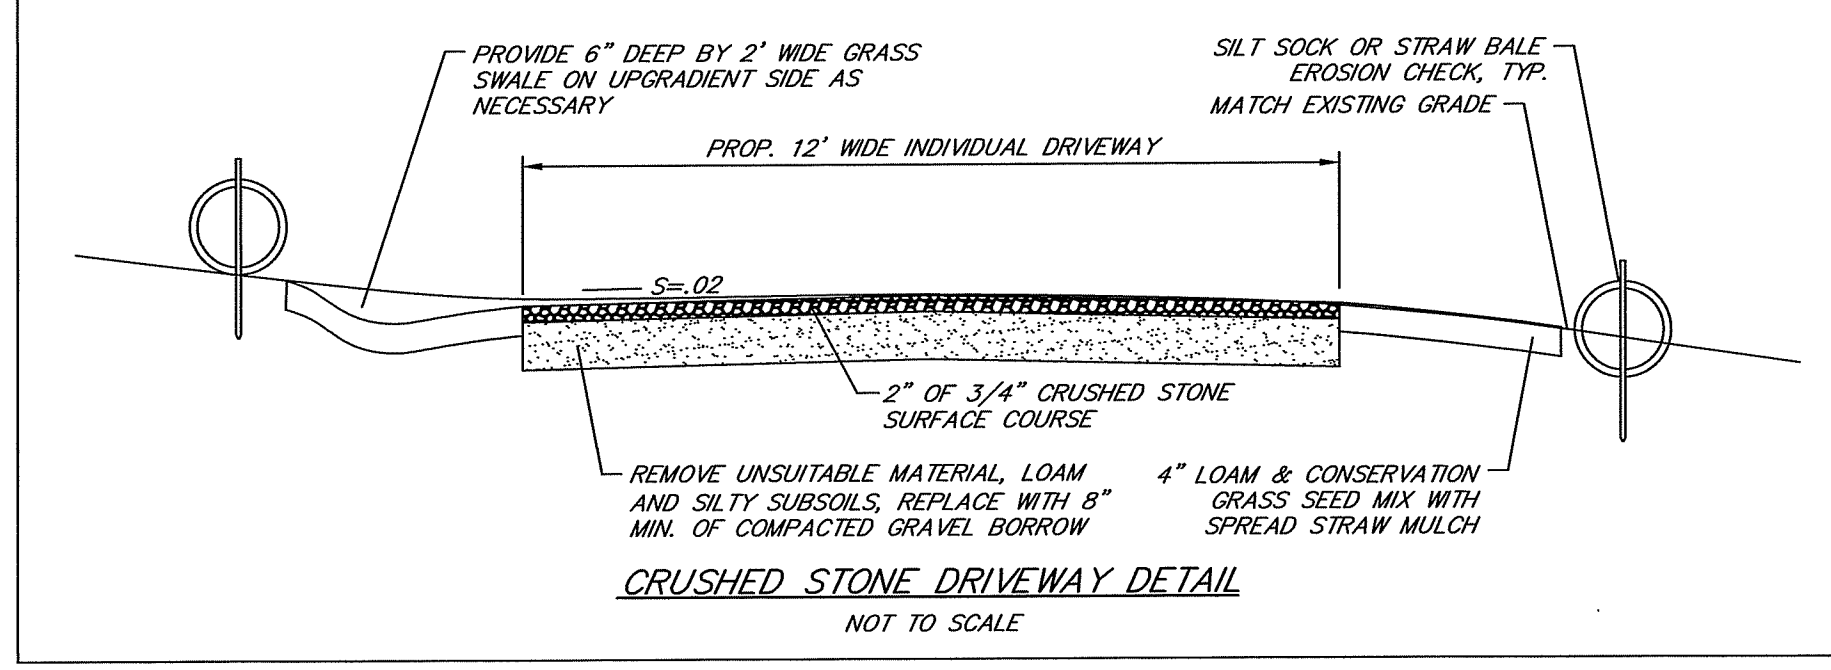 PROVIDE 6" DEEP BY 2' WIDE GRASS
SWALE ON UPGRADIENT SIDE AS
NECESSARY
SILT SOCK OR STRAW BALE
EROSION CHECK, TYP.
MATCH EXISTING GRADE
PROP. 12' WIDE INDIVIDUAL DRIVEWAY
S=.02
2" OF 3/4" CRUSHED STONE
SURFACE COURSE
REMOVE UNSUITABLE MATERIAL, LOAM
AND SILTY SUBSOILS, REPLACE WITH 8"
MIN. OF COMPACTED GRAVEL BORROW
4" LOAM & CONSERVATION
GRASS SEED MIX WITH
SPREAD STRAW MULCH
CRUSHED STONE DRIVEWAY DETAIL
NOT TO SCALE